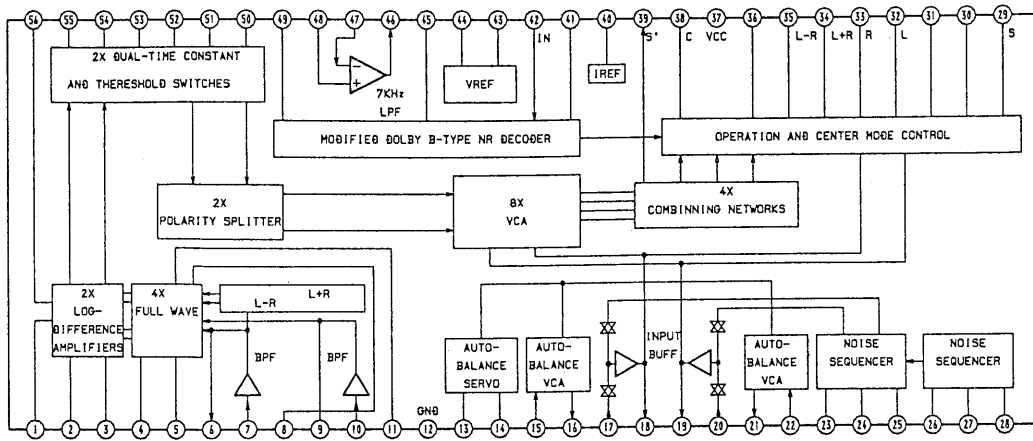 56 55 54 53 52 51 50 49 48 47 46 45 44 43 42 41 40 39 38 37 36 35 34 33 32 31 30 29
IN S' C VCC L-R L+R R L S
2X DUAL-TIME CONSTANT
AND THERESHOLD SWITCHES
- +
7KHz
LPF
VREF
IREF
MODIFIED DOLBY B-TYPE NR DECODER
OPERATION AND CENTER MODE CONTROL
2X
POLARITY SPLITTER
8X
VCA
4X
COMBINNING NETWORKS
2X
LOG-
DIFFERENCE
AMPLIFIERS
4X
FULL WAVE
L+R
L-R
BPF
BPF
AUTO-
BALANCE
SERVO
AUTO-
BALANCE
VCA
INPUT
BUFF
AUTO-
BALANCE
VCA
NOISE
SEQUENCER
NOISE
SEQUENCER
GND
1 2 3 4 5 6 7 8 9 10 11 12 13 14 15 16 17 18 19 20 21 22 23 24 25 26 27 28